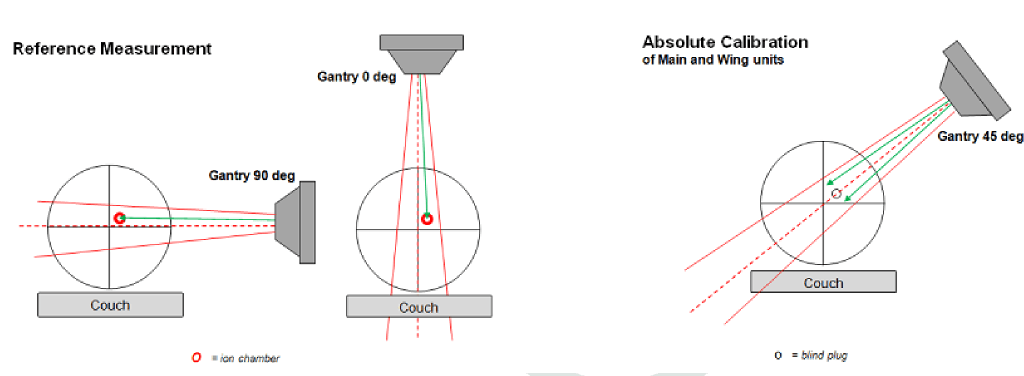 Reference Measurement
Gantry 0 deg
Gantry 90 deg
Couch
Couch
O = ion chamber
Absolute Calibration
of Main and Wing units
Gantry 45 deg
Couch
O = blind plug